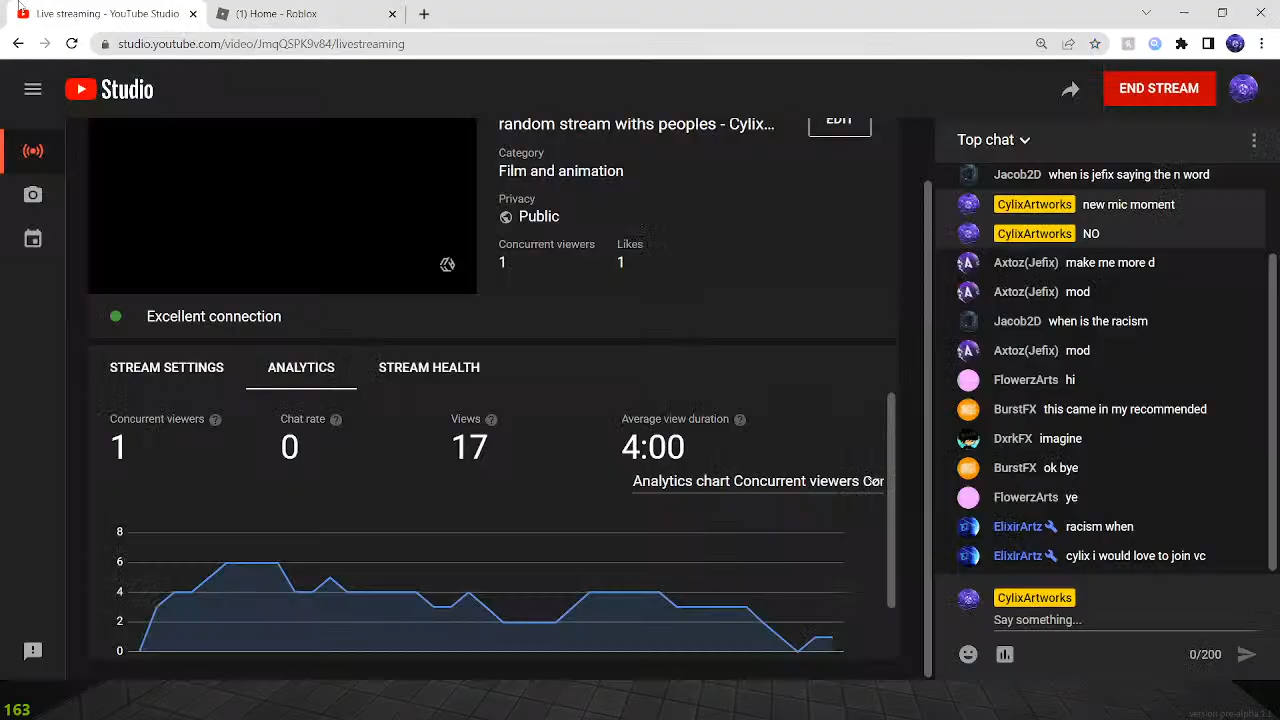 Live streaming - YouTube Studio
(1) Home - Roblox
studio.youtube.com/video/JmqQSPK9v84/livestreaming
Studio
END STREAM
random stream withs peoples - Cylix...
EDIT
Category
Film and animation
Privacy
Public
Concurrent viewers
Likes
1
1
Excellent connection
STREAM SETTINGS
ANALYTICS
STREAM HEALTH
Concurrent viewers
Chat rate
Views
Average view duration
1
0
17
4:00
Analytics chart Concurrent viewers
8
6
4
2
0
Top chat
Jacob2D when is jefix saying the n word
CylixArtworks new mic moment
CylixArtworks NO
Axtoz(Jefix) make me more d
Axtoz(Jefix) mod
Jacob2D when is the racism
Axtoz(Jefix) mod
FlowerzArts hi
BurstFX this came in my recommended
DxrkFX imagine
BurstFX ok bye
FlowerzArts ye
ElixirArtz racism when
ElixirArtz cylix i would love to join vc
CylixArtworks
Say something...
0/200
163
version pre-alpha 1.1